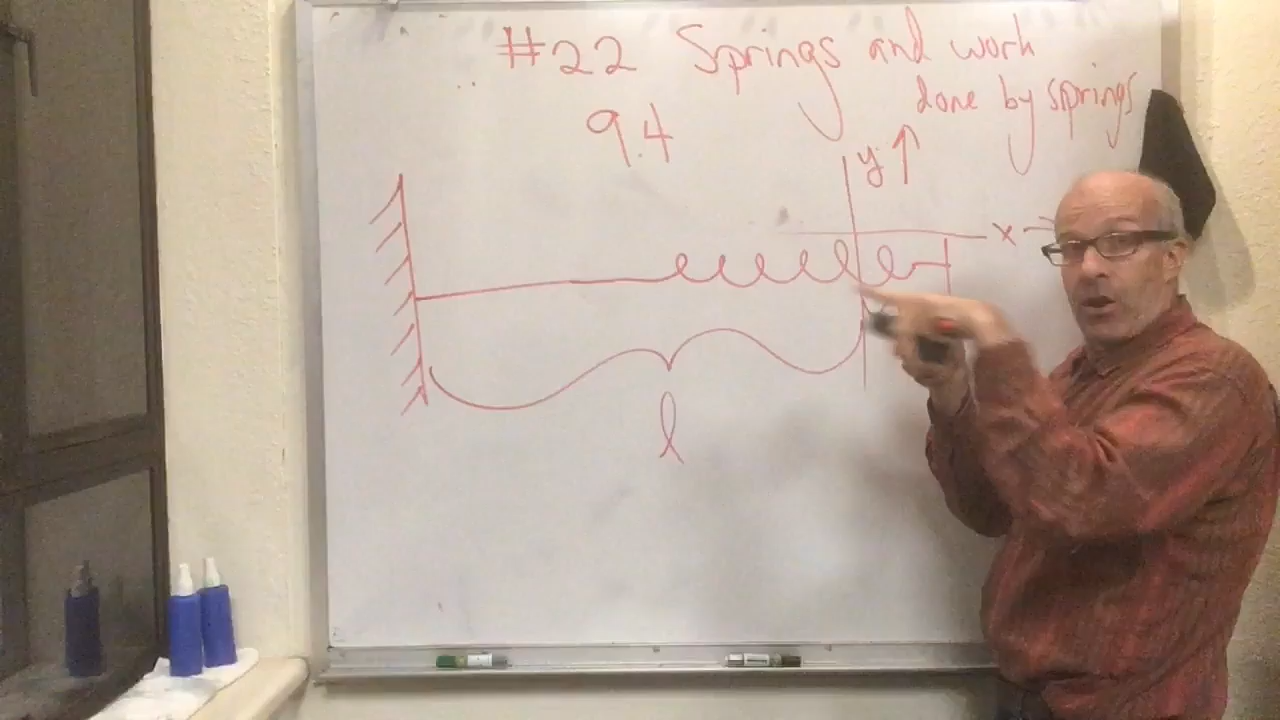 #22 Springs and work
done by springs
9.4
y↑
x→
l